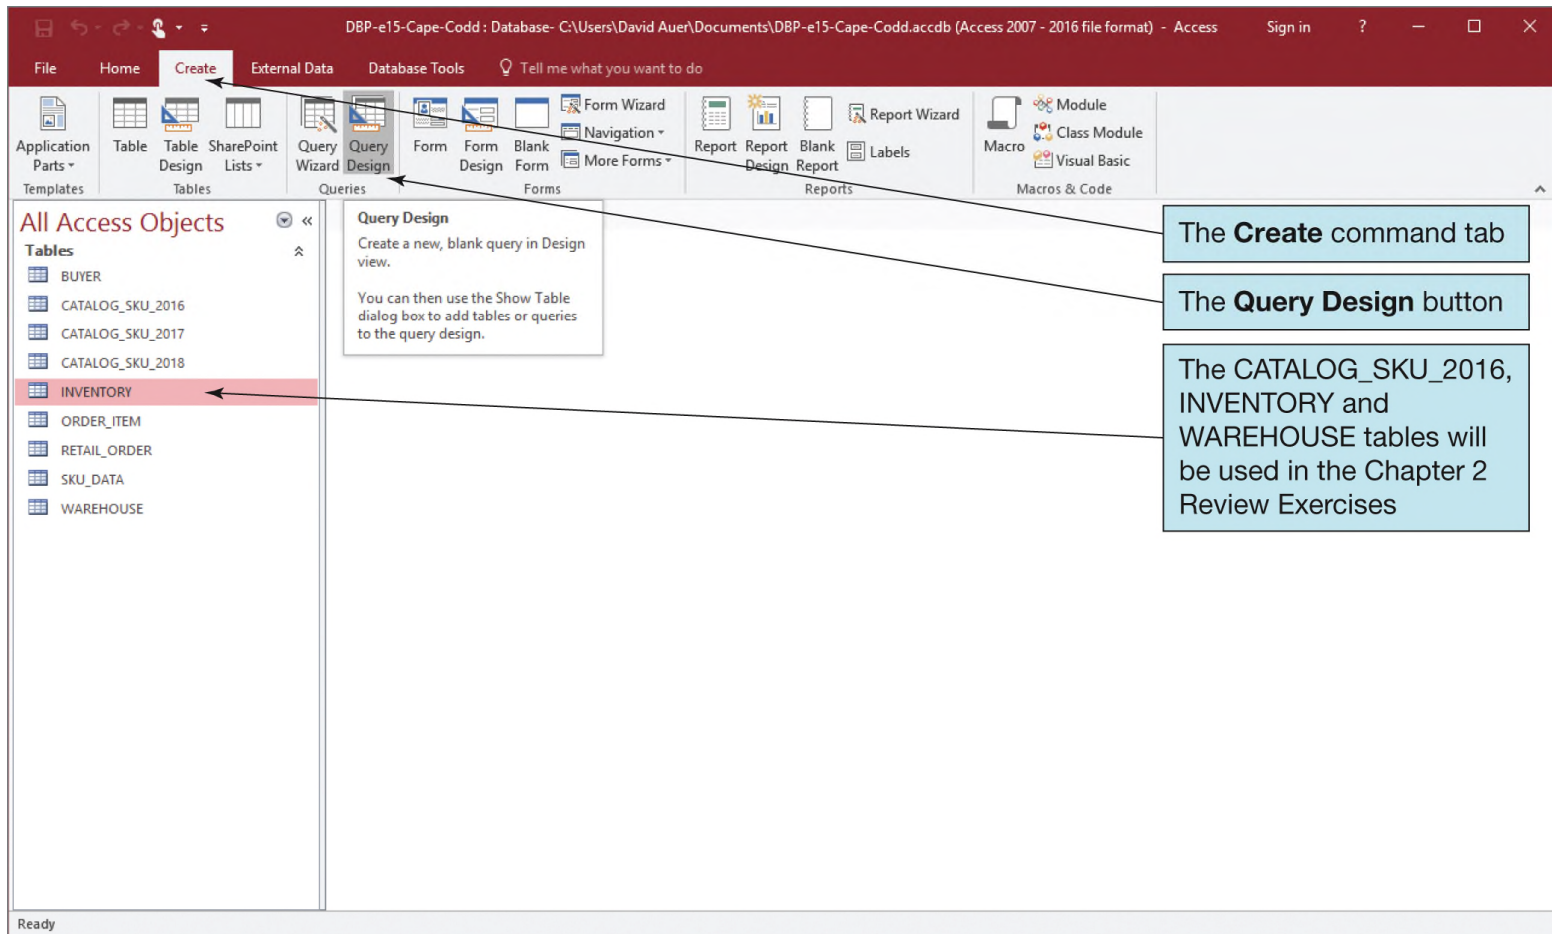 DBP-e15-Cape-Codd : Database- C:\Users\David Auer\Documents\DBP-e15-Cape-Codd.accdb (Access 2007 - 2016 file format) - Access
Sign in
?
File
Home
Create
External Data
Database Tools
Tell me what you want to do
Application
Parts
Templates
Table
Table
Design
SharePoint
Lists
Tables
Query
Wizard
Query
Design
Queries
Form
Form
Design
Blank
Form
Form Wizard
Navigation
More Forms
Forms
Report
Report
Design
Blank
Report
Report Wizard
Labels
Reports
Macro
Module
Class Module
Visual Basic
Macros & Code
All Access Objects
Tables
BUYER
CATALOG_SKU_2016
CATALOG_SKU_2017
CATALOG_SKU_2018
INVENTORY
ORDER_ITEM
RETAIL_ORDER
SKU_DATA
WAREHOUSE
Query Design
Create a new, blank query in Design
view.
You can then use the Show Table
dialog box to add tables or queries
to the query design.
The Create command tab
The Query Design button
The CATALOG_SKU_2016,
INVENTORY and
WAREHOUSE tables will
be used in the Chapter 2
Review Exercises
Ready